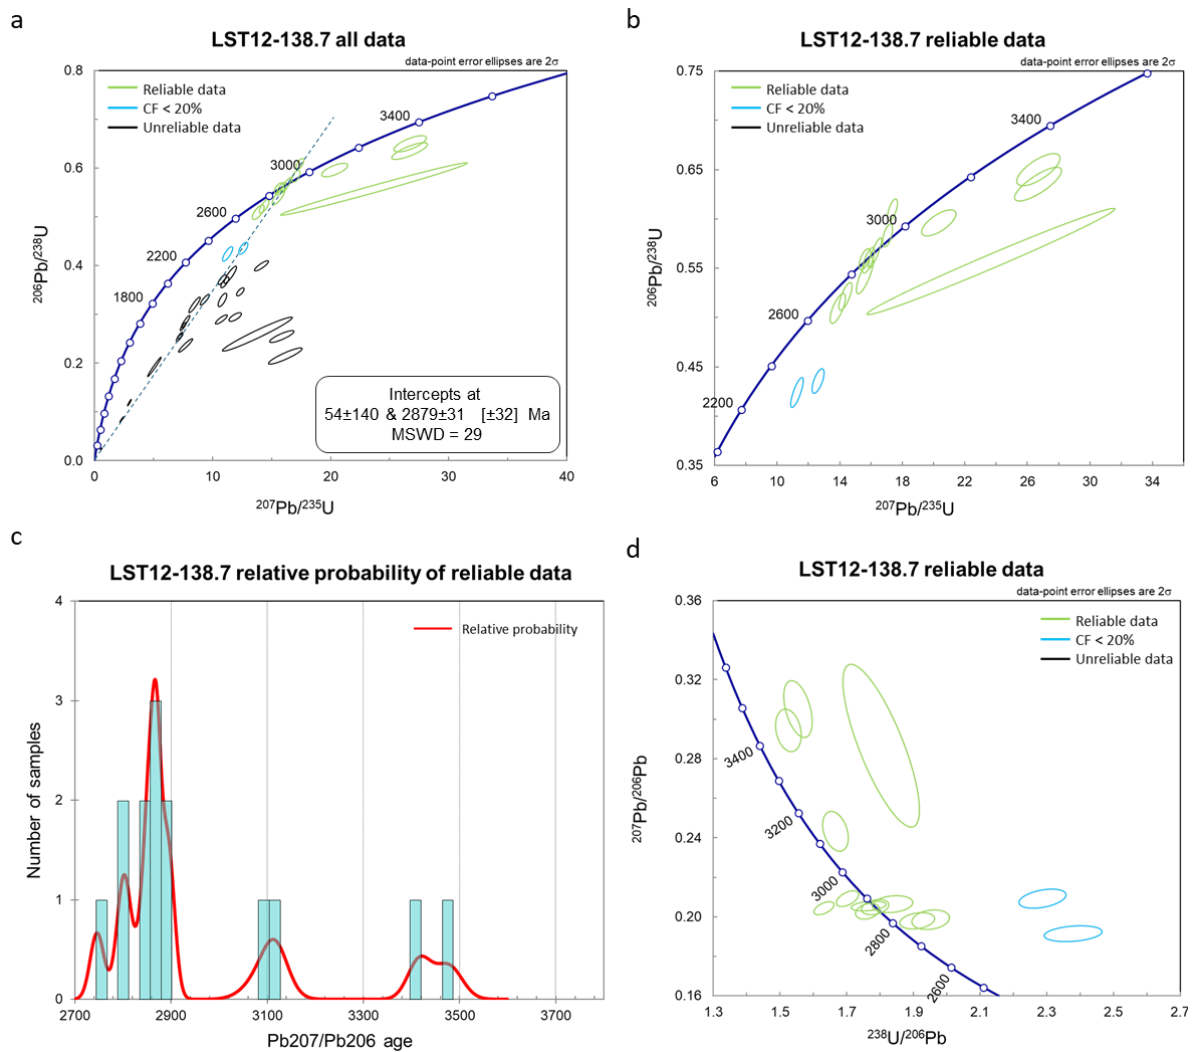 a
LST12-138.7 all data
data-point error ellipses are 2σ
Reliable data
CF < 20%
Unreliable data
0.8
0.6
0.4
0.2
0.0
3400
3000
2600
2200
1800
Intercepts at
54±140 & 2879±31 [±32] Ma
MSWD = 29
0
10
20
30
40
206Pb/238U
207Pb/235U
b
LST12-138.7 reliable data
data-point error ellipses are 2σ
Reliable data
CF < 20%
Unreliable data
0.75
0.65
0.55
0.45
0.35
3400
3000
2600
2200
6
10
14
18
22
26
30
34
206Pb/238U
207Pb/235U
c
LST12-138.7 relative probability of reliable data
Relative probability
4
3
2
1
0
2700
2900
3100
3300
3500
3700
Number of samples
Pb207/Pb206 age
d
LST12-138.7 reliable data
data-point error ellipses are 2σ
Reliable data
CF < 20%
Unreliable data
0.36
0.32
0.28
0.24
0.20
0.16
3400
3200
3000
2800
2600
1.3
1.5
1.7
1.9
2.1
2.3
2.5
2.7
207Pb/206Pb
238U/206Pb